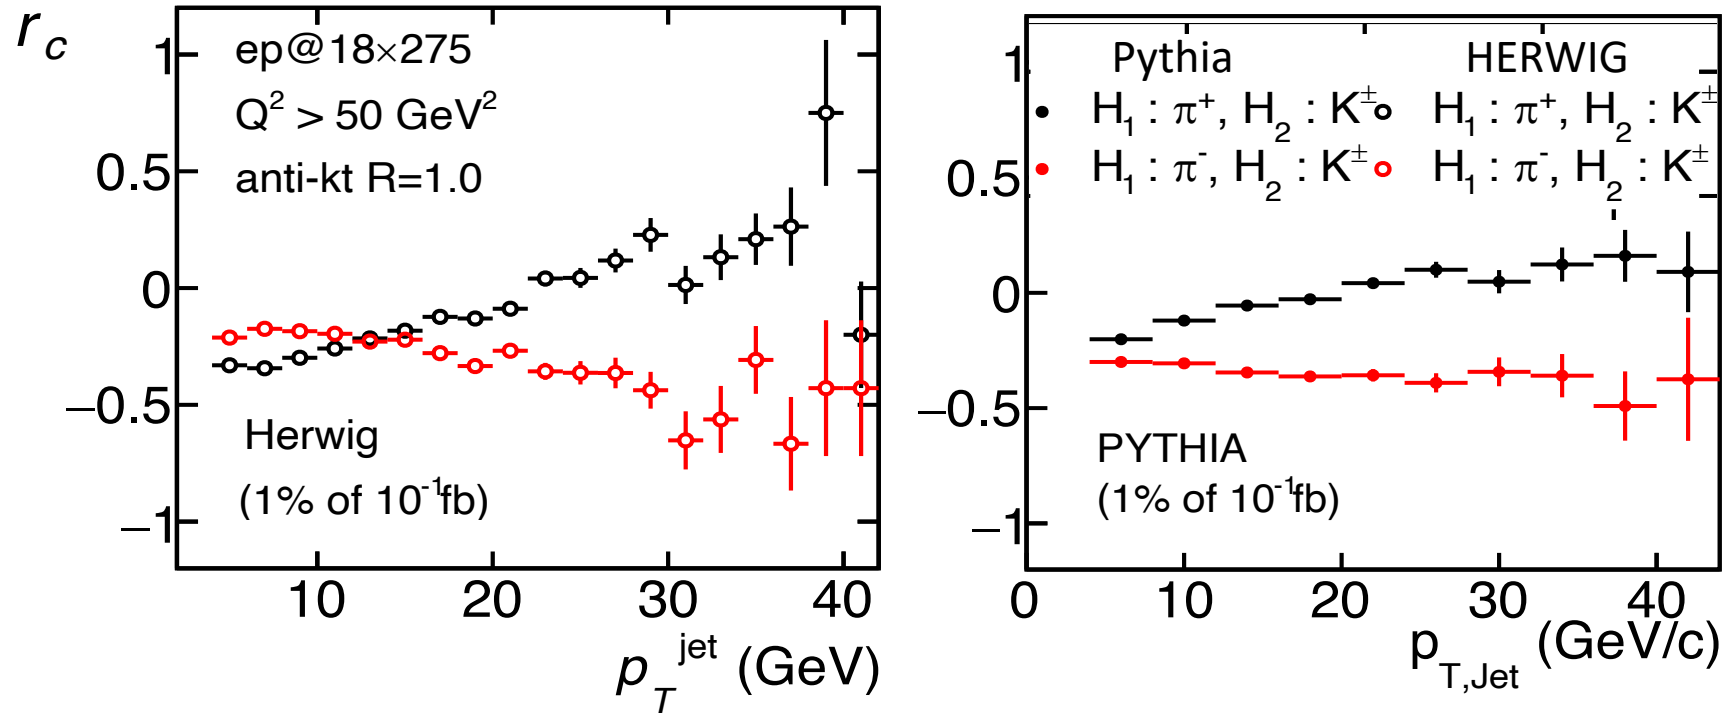 r_c
ep@18×275
Q² > 50 GeV²
anti-kt R=1.0
1
0.5
0
−0.5
−1
Herwig
(1% of 10⁻¹fb)
10 20 30 40
p_T^jet (GeV)
Pythia HERWIG
H₁ : π⁺, H₂ : K± H₁ : π⁺, H₂ : K±
H₁ : π⁻, H₂ : K± H₁ : π⁻, H₂ : K±
1
0.5
0
−0.5
−1
PYTHIA
(1% of 10⁻¹fb)
0 10 20 30 40
p_T,Jet (GeV/c)